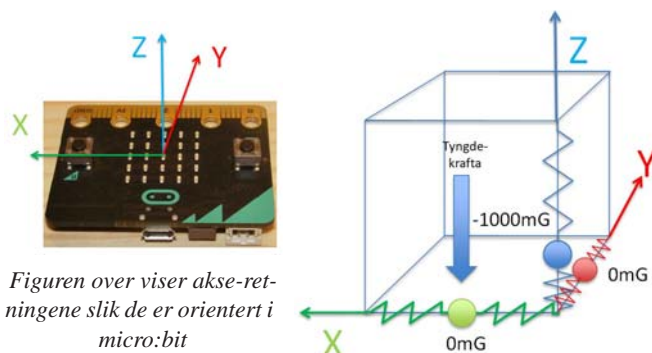 Z
Y
X
Figuren over viser akse-ret-
ningene slik de er orientert i
micro:bit
Z
Tyngde-
krafta
Y
-1000mG
0mG
X
0mG